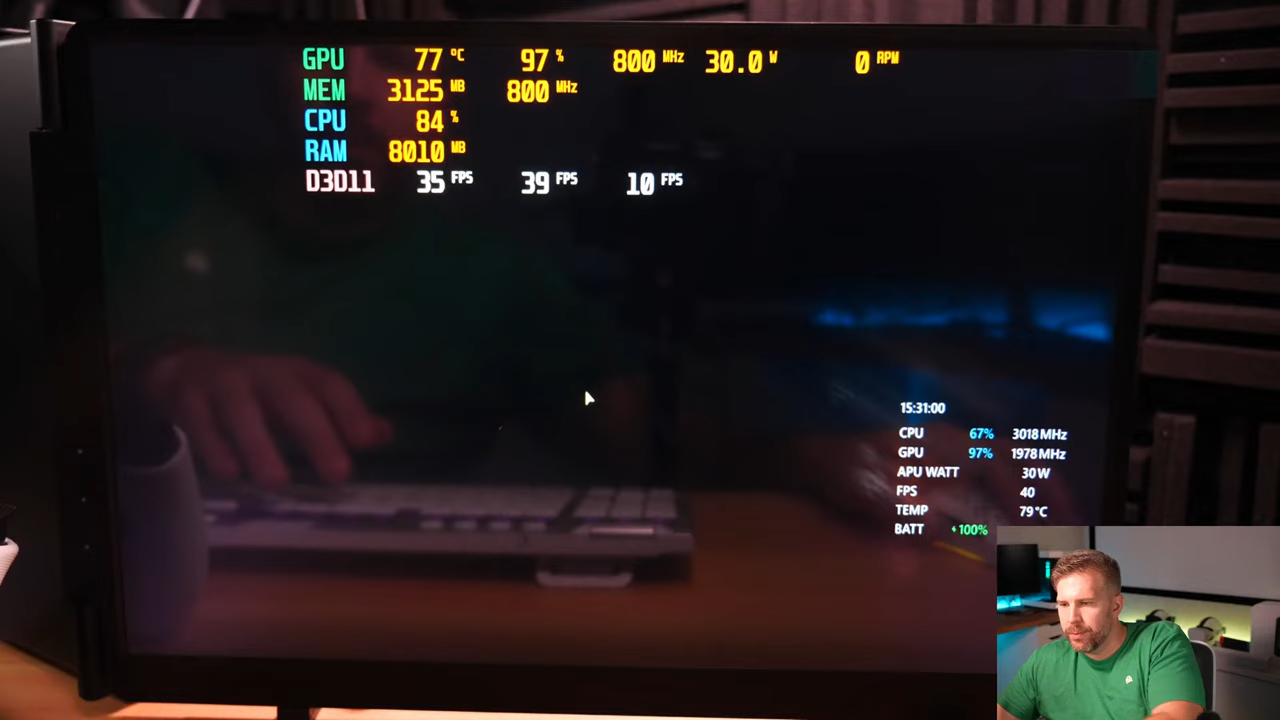 GPU 77 °C 97 % 800 MHz 30.0 W 0 RPM
MEM 3125 MB 800 MHz
CPU 84 %
RAM 8010 MB
D3D11 35 FPS 39 FPS 10 FPS
15:31:00
CPU 67% 3018MHz
GPU 97% 1978MHz
APU WATT 30W
FPS 40
TEMP 79°C
BATT 100%